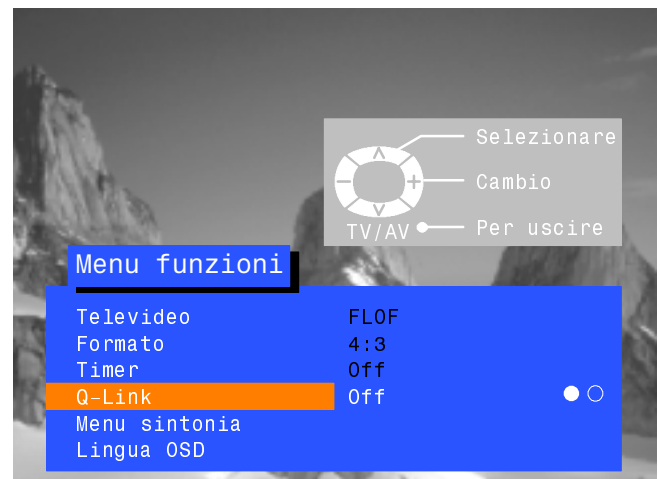 Selezionare
Cambio
TV/AV Per uscire
Menu funzioni
Televideo FLOF
Formato 4:3
Timer Off
Q-Link Off
Menu sintonia
Lingua OSD